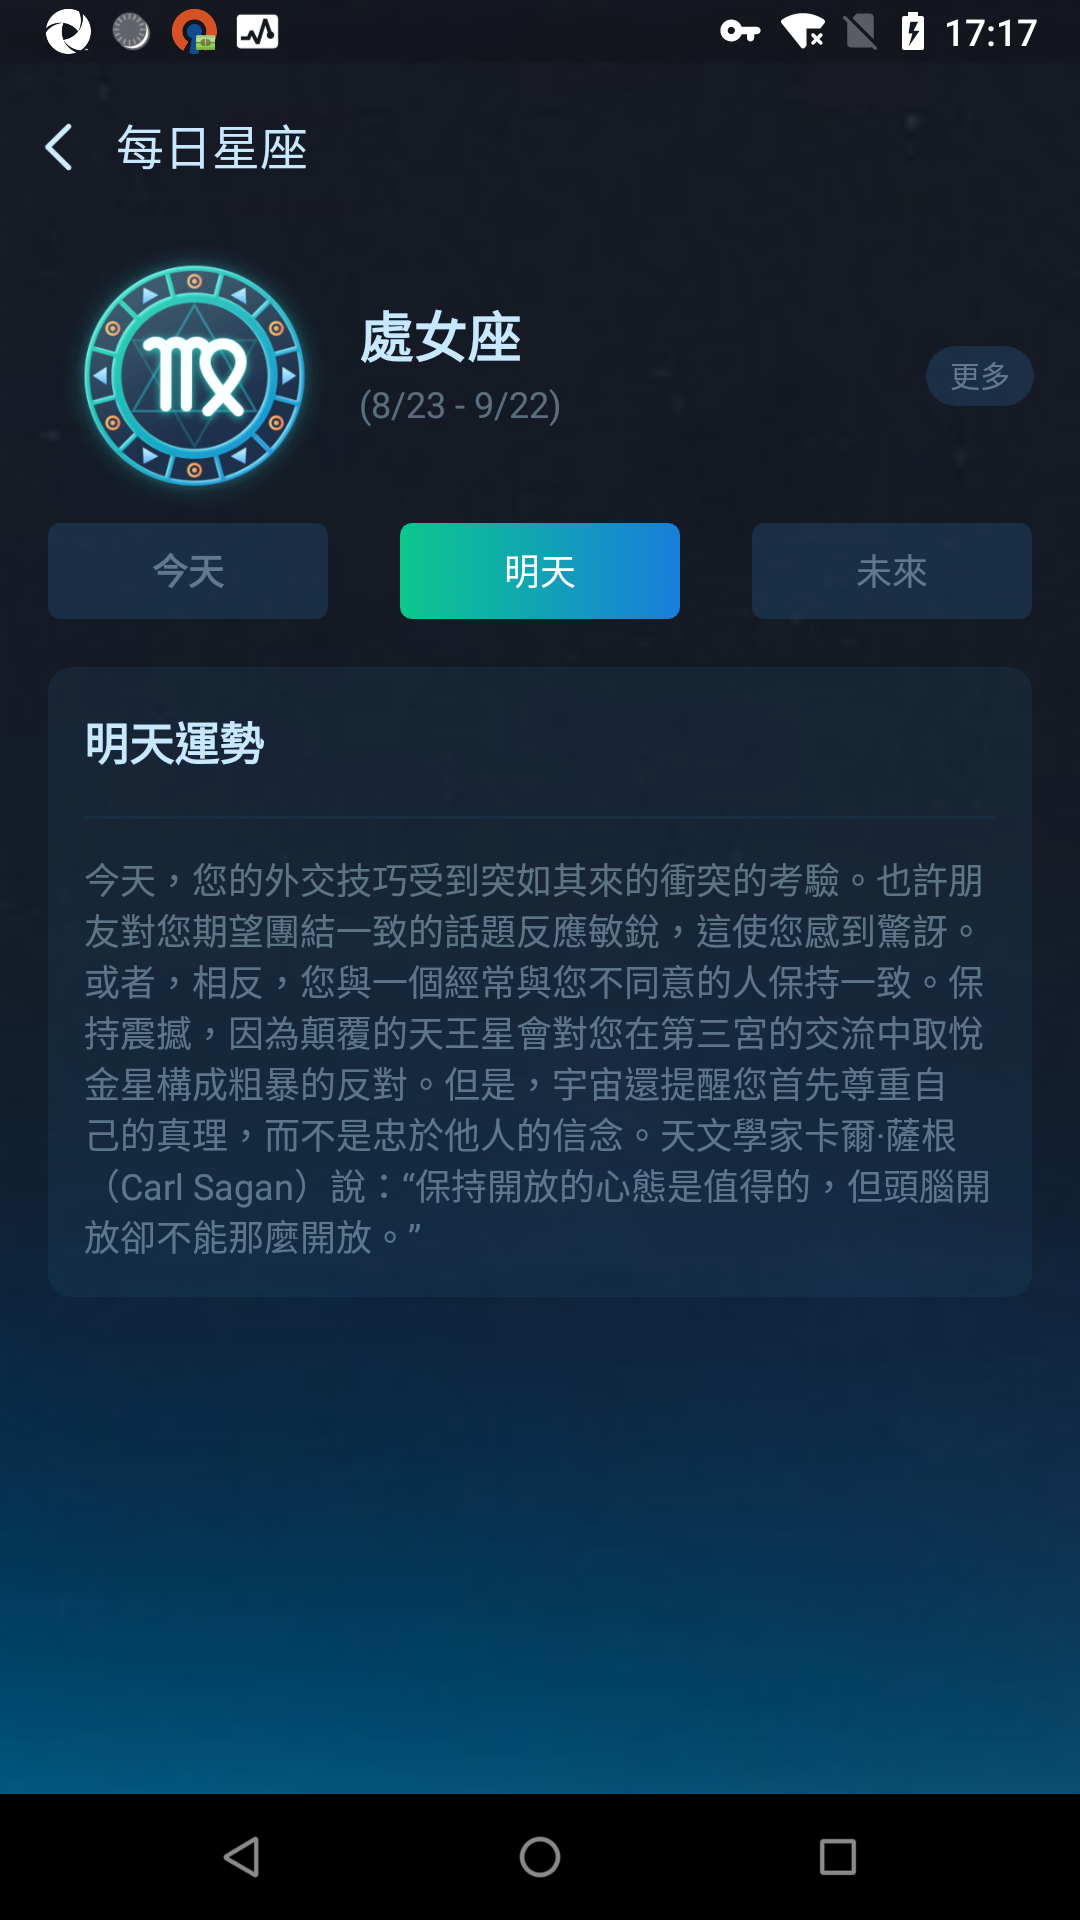 17:17
每日星座
處女座
(8/23 - 9/22)
更多
今天
明天
未來
明天運勢
今天，您的外交技巧受到突如其來的衝突的考驗。也許朋
友對您期望團結一致的話題反應敏銳，這使您感到驚訝。
或者，相反，您與一個經常與您不同意的人保持一致。保
持震撼，因為顛覆的天王星會對您在第三宮的交流中取悅
金星構成粗暴的反對。但是，宇宙還提醒您首先尊重自
己的真理，而不是忠於他人的信念。天文學家卡爾·薩根
（Carl Sagan）說：“保持開放的心態是值得的，但頭腦開
放卻不能那麼開放。”